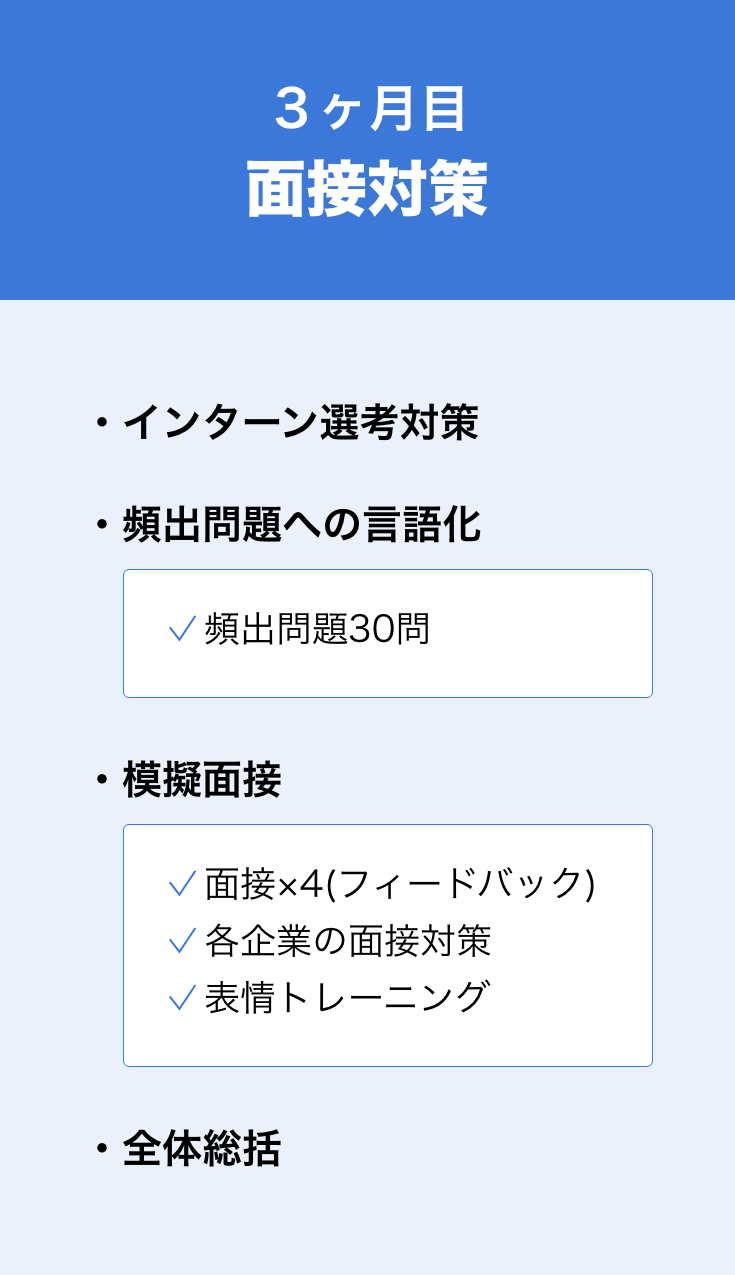 ３ヶ月目
面接対策
・インターン選考対策
・頻出問題への言語化
✓ 頻出問題30問
・模擬面接
✓ 面接×4(フィードバック)
✓ 各企業の面接対策
✓ 表情トレーニング
・全体総括